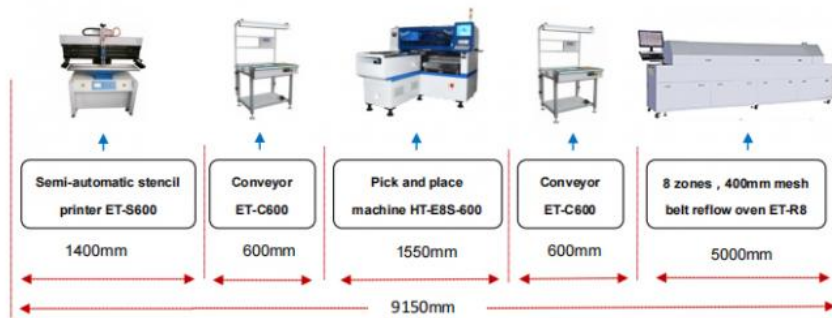 Semi-automatic stencil
printer ET-S600
Conveyor
ET-C600
Pick and place
machine HT-E8S-600
Conveyor
ET-C600
8 zones , 400mm mesh
belt reflow oven ET-R8
1400mm
600mm
1550mm
600mm
5000mm
9150mm